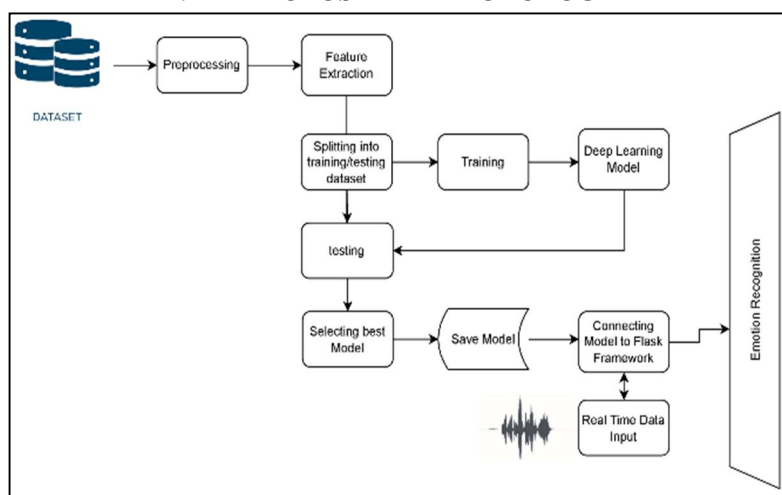 DATASET
Preprocessing
Feature
Extraction
Splitting into
training/testing
dataset
Training
Deep Learning
Model
testing
Selecting best
Model
Save Model
Connecting
Model to Flask
Framework
Real Time Data
Input
Emotion Recognition